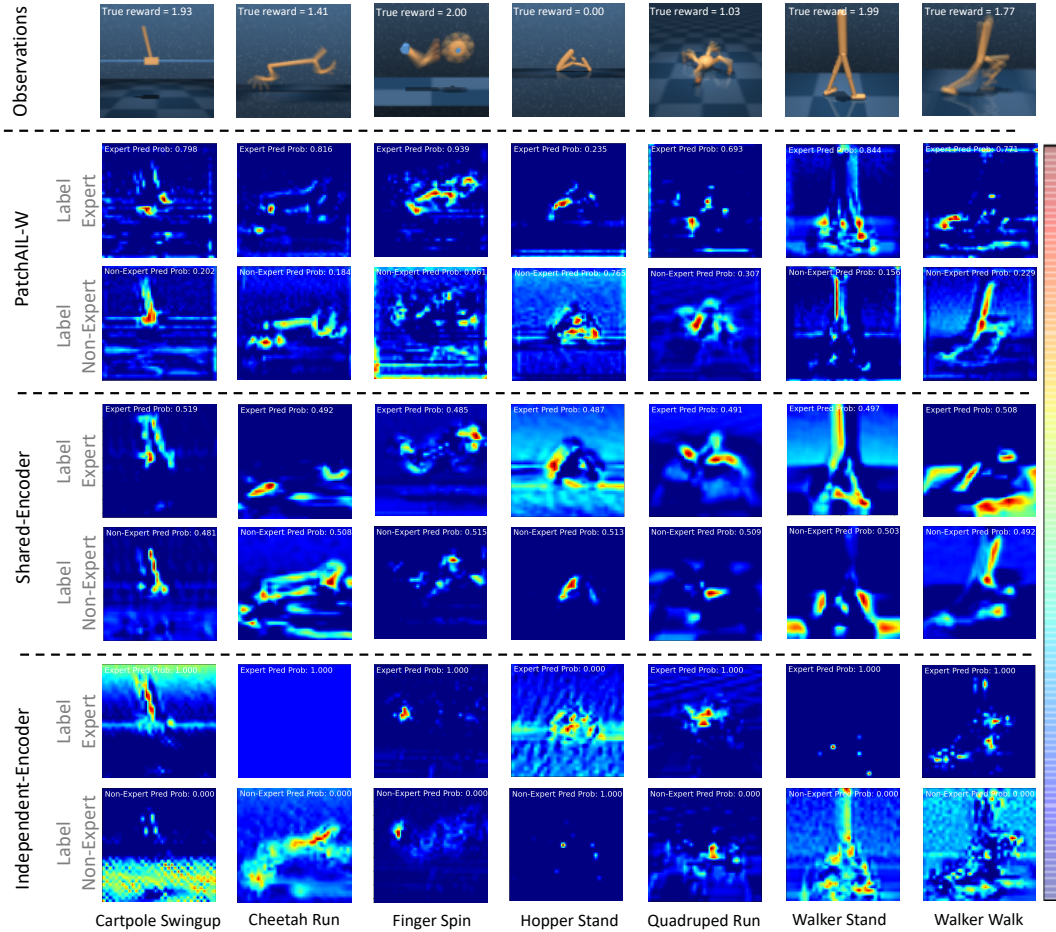 Observations
True reward = 1.93
True reward = 1.41
True reward = 2.00
True reward = 0.00
True reward = 1.03
True reward = 1.99
True reward = 1.77
PatchAIL-W
Label
Expert
Expert Pred Prob: 0.798
Expert Pred Prob: 0.816
Expert Pred Prob: 0.939
Expert Pred Prob: 0.235
Expert Pred Prob: 0.693
Expert Pred Prob: 0.844
Expert Pred Prob: 0.771
Label
Non-Expert
Non-Expert Pred Prob: 0.202
Non-Expert Pred Prob: 0.184
Non-Expert Pred Prob: 0.061
Non-Expert Pred Prob: 0.765
Non-Expert Pred Prob: 0.307
Non-Expert Pred Prob: 0.156
Non-Expert Pred Prob: 0.229
Shared-Encoder
Label
Expert
Expert Pred Prob: 0.519
Expert Pred Prob: 0.492
Expert Pred Prob: 0.485
Expert Pred Prob: 0.487
Expert Pred Prob: 0.491
Expert Pred Prob: 0.497
Expert Pred Prob: 0.508
Label
Non-Expert
Non-Expert Pred Prob: 0.481
Non-Expert Pred Prob: 0.508
Non-Expert Pred Prob: 0.515
Non-Expert Pred Prob: 0.513
Non-Expert Pred Prob: 0.509
Non-Expert Pred Prob: 0.503
Non-Expert Pred Prob: 0.492
Independent-Encoder
Label
Expert
Expert Pred Prob: 1.000
Expert Pred Prob: 1.000
Expert Pred Prob: 1.000
Expert Pred Prob: 0.000
Expert Pred Prob: 1.000
Expert Pred Prob: 1.000
Expert Pred Prob: 1.000
Label
Non-Expert
Non-Expert Pred Prob: 0.000
Non-Expert Pred Prob: 0.000
Non-Expert Pred Prob: 0.000
Non-Expert Pred Prob: 1.000
Non-Expert Pred Prob: 0.000
Non-Expert Pred Prob: 0.000
Non-Expert Pred Prob: 0.000
Cartpole Swingup
Cheetah Run
Finger Spin
Hopper Stand
Quadruped Run
Walker Stand
Walker Walk